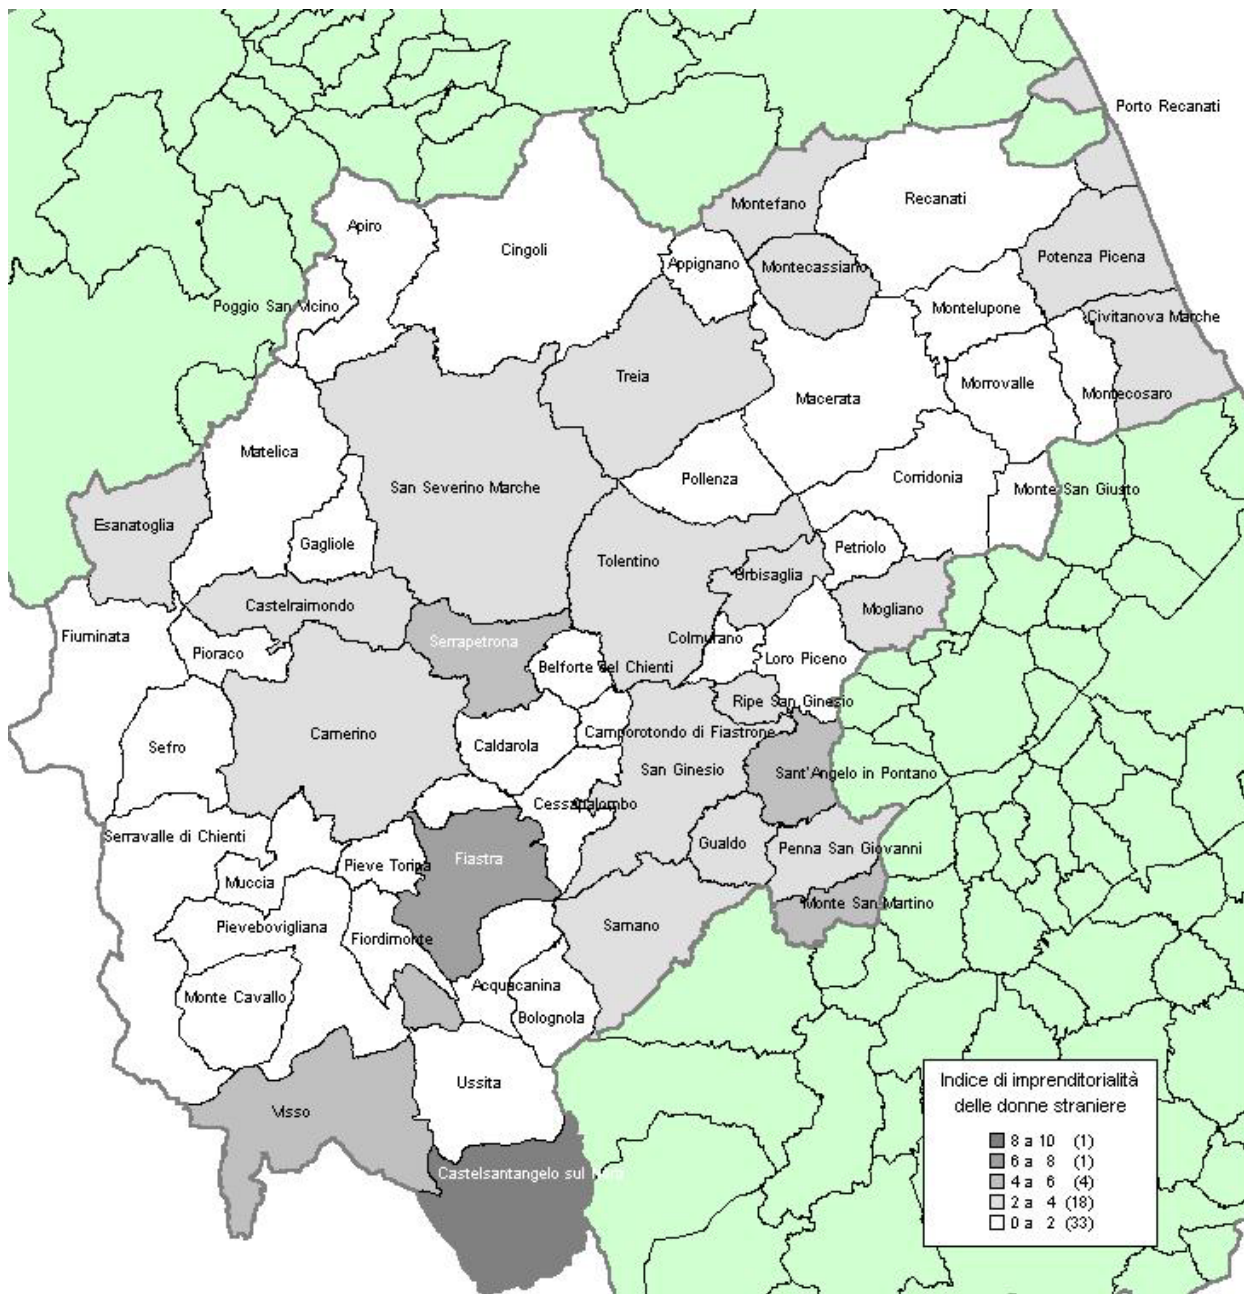 Porto Recanati
Montefano
Recanati
Apiro
Cingoli
Appignano
Montecassiano
Potenza Picena
Poggio San Vicino
Montelupone
Civitanova Marche
Treia
Macerata
Morrovalle
Montecosaro
Matelica
San Severino Marche
Pollenza
Corridonia
Monte San Giusto
Esanatoglia
Gagliole
Tolentino
Petriolo
Urbisaglia
Castelraimondo
Mogliano
Fiuminata
Serrapetrona
Colmurano
Pioraco
Belforte del Chienti
Loro Piceno
Ripe San Ginesio
Camerino
Sefro
Caldarola
Camporotondo di Fiastrone
San Ginesio
Sant'Angelo in Pontano
Cessapalombo
Serravalle di Chienti
Pieve Torina
Fiastra
Gualdo
Penna San Giovanni
Muccia
Monte San Martino
Pievebovigliana
Fiordimonte
Sarnano
Monte Cavallo
Acquacanina
Bolognola
Ussita
Visso
Castelsantangelo sul Nera
Indice di imprenditorialità
delle donne straniere
8 a 10 (1)
6 a 8 (1)
4 a 6 (4)
2 a 4 (18)
0 a 2 (33)